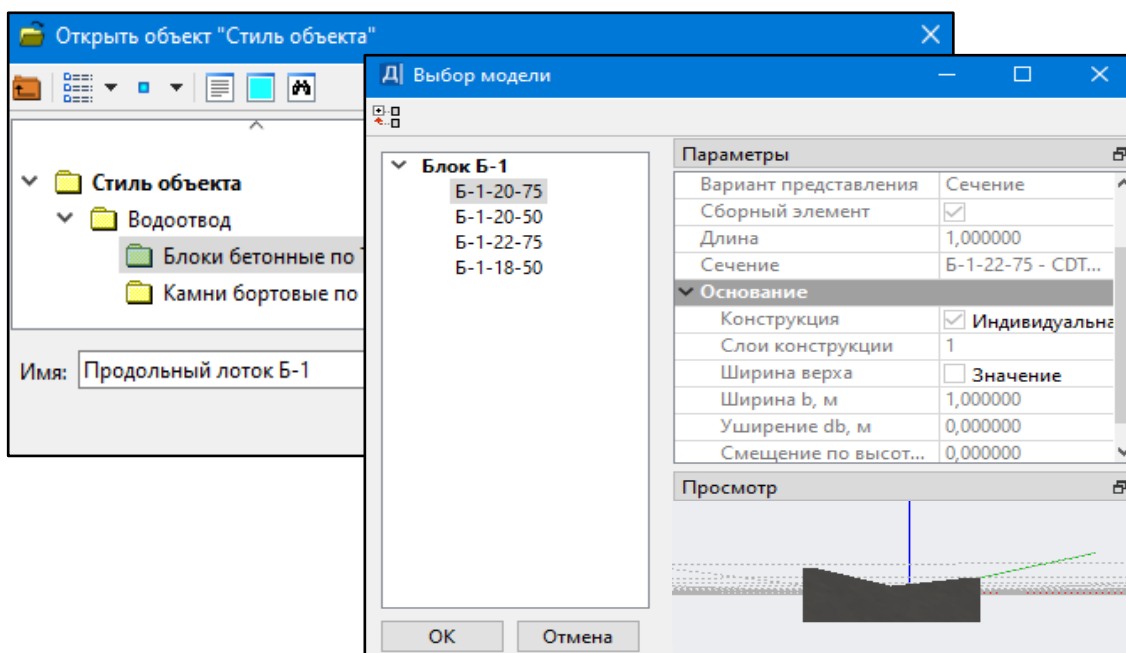 Открыть объект "Стиль объекта"
Стиль объекта
Водоотвод
Блоки бетонные по
Камни бортовые по
Имя: Продольный лоток Б-1
Д| Выбор модели
Блок Б-1
Б-1-20-75
Б-1-20-50
Б-1-22-75
Б-1-18-50
ОК Отмена
Параметры
Вариант представления Сечение
Сборный элемент
Длина 1,000000
Сечение Б-1-22-75 - CDT...
Основание
Конструкция Индивидуальна
Слои конструкции 1
Ширина верха Значение
Ширина b, м 1,000000
Уширение db, м 0,000000
Смещение по высот... 0,000000
Просмотр